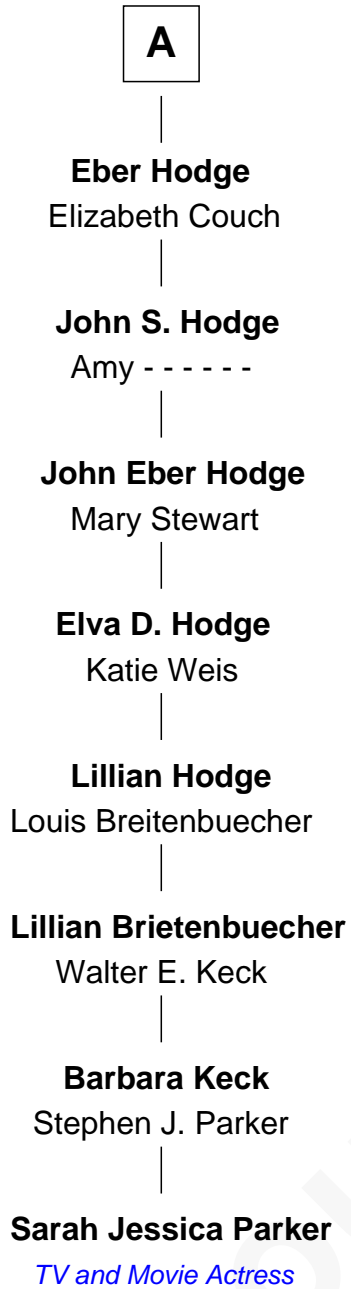 A
Eber Hodge
Elizabeth Couch
John S. Hodge
Amy - - - - - -
John Eber Hodge
Mary Stewart
Elva D. Hodge
Katie Weis
Lillian Hodge
Louis Breitenbuecher
Lillian Brietenbuecher
Walter E. Keck
Barbara Keck
Stephen J. Parker
Sarah Jessica Parker
TV and Movie Actress